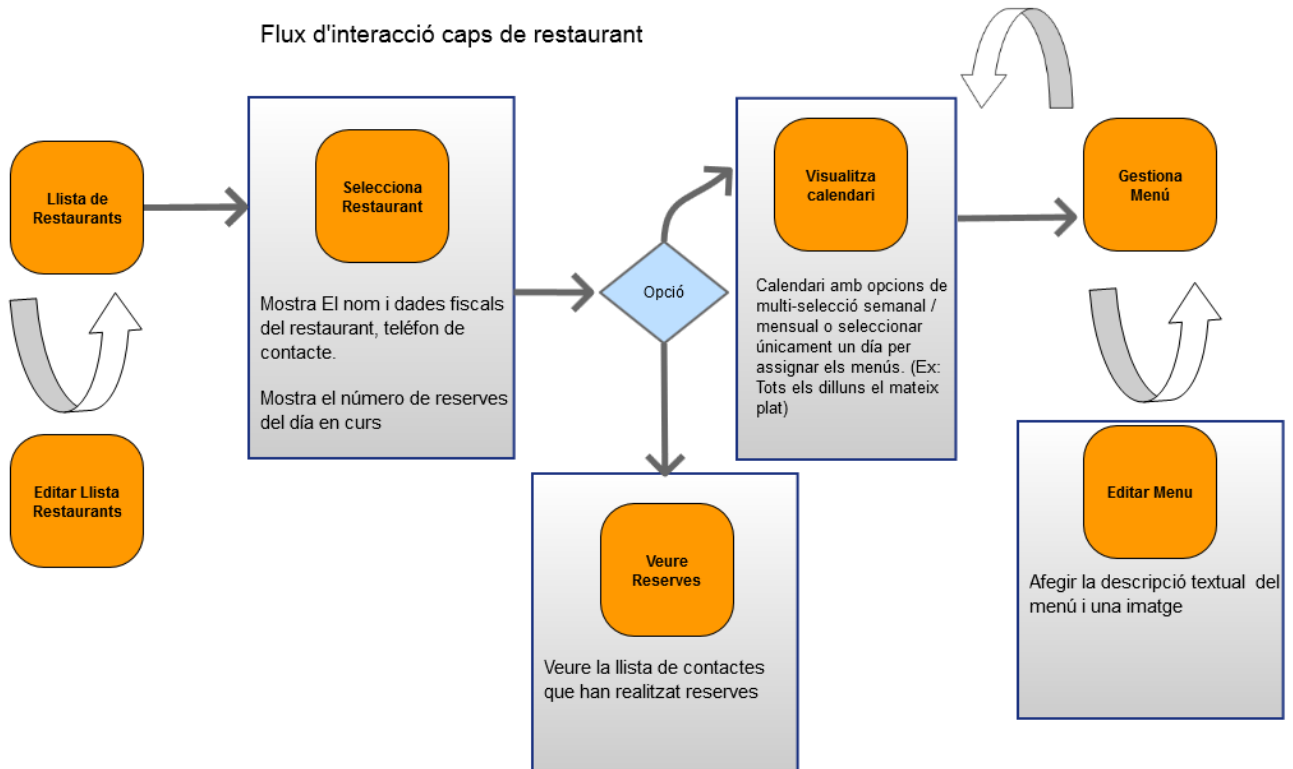 Flux d'interacció caps de restaurant
Llista de
Restaurants
Editar Llista
Restaurants
Selecciona
Restaurant
Mostra El nom i dades fiscals
del restaurant, teléfon de
contacte.
Mostra el número de reserves
del día en curs
Opció
Visualitza
calendari
Calendari amb opcions de
multi-selecció semanal /
mensual o seleccionar
únicament un día per
assignar els menús. (Ex:
Tots els dilluns el mateix
plat)
Veure
Reserves
Veure la llista de contactes
que han realitzat reserves
Gestiona
Menú
Editar Menu
Afegir la descripció textual del
menú i una imatge